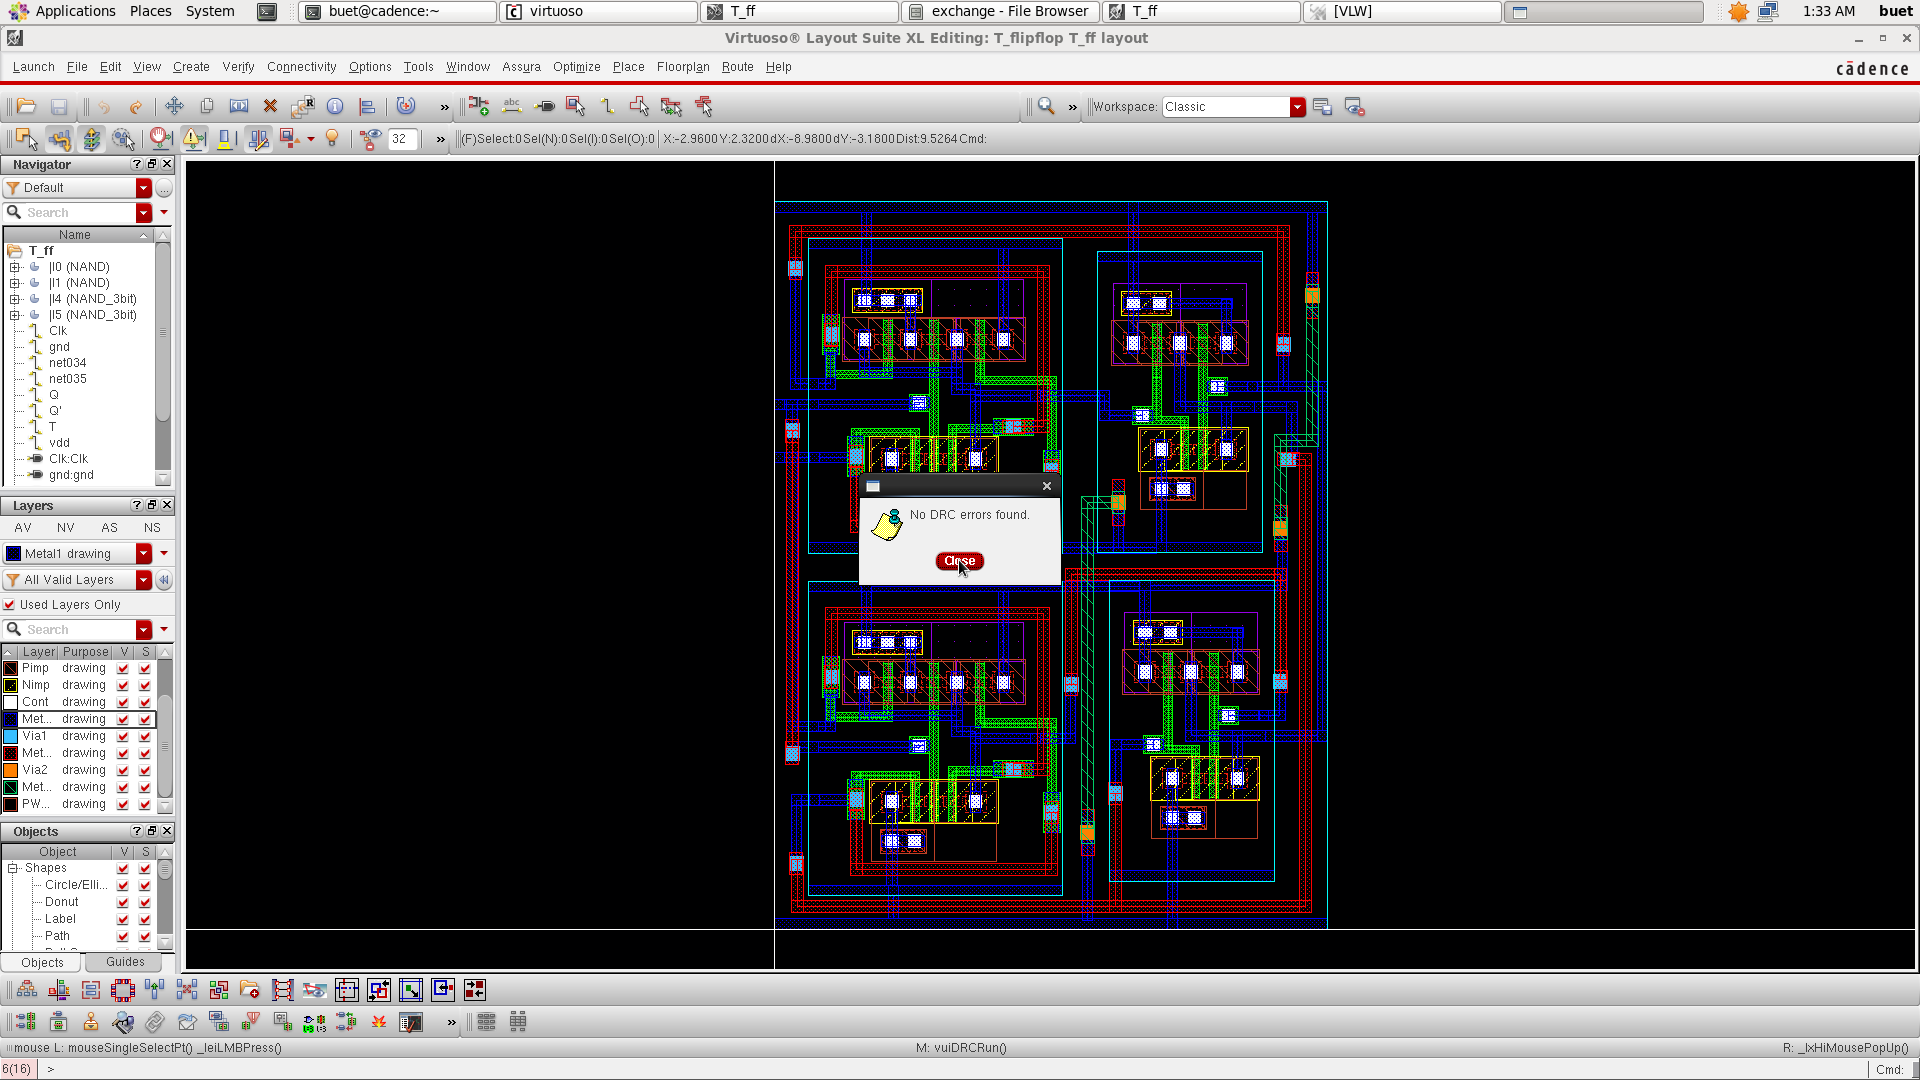 Applications Places System
buet@cadence:~
virtuoso
T_ff
exchange - File Browser
T_ff
[VLW]
1:33 AM buet
Virtuoso® Layout Suite XL Editing: T_flipflop T_ff layout
Launch File Edit View Create Verify Connectivity Options Tools Window Assura Optimize Place Floorplan Route Help
cādence
abc
Workspace: Classic
32
(F)Select:0 Sel(N):0 Sel(I):0 Sel(O):0 X:-2.9600 Y:2.3200 dX:-8.9800 dY:-3.1800 Dist:9.5264 Cmd:
Navigator
Default
Search
Name
T_ff
|I0 (NAND)
|I1 (NAND)
|I4 (NAND_3bit)
|I5 (NAND_3bit)
Clk
gnd
net034
net035
Q
Q'
T
vdd
Clk:Clk
gnd:gnd
Layers
AV NV AS NS
Metal1 drawing
All Valid Layers
Used Layers Only
Search
Layer Purpose V S
Pimp drawing
Nimp drawing
Cont drawing
Met... drawing
Via1 drawing
Met... drawing
Via2 drawing
Met... drawing
PW... drawing
Objects
Object V S
Shapes
Circle/Elli...
Donut
Label
Path
Objects Guides
No DRC errors found.
Close
mouse L: mouseSingleSelectPt() _leiLMBPress()
M: vuiDRCRun()
R: _lxHiMousePopUp()
6(16) >
Cmd: